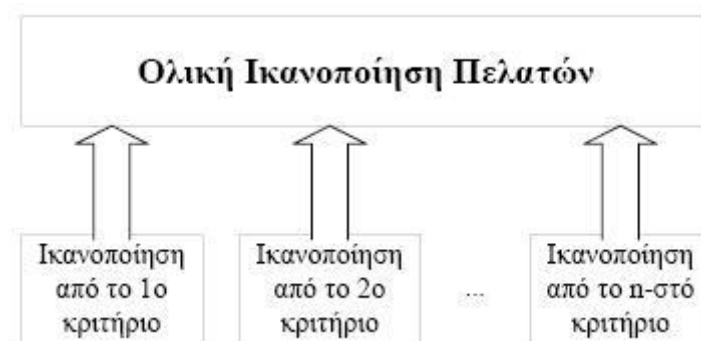 Ολική Ικανοποίηση Πελατών
Ικανοποίηση
από το 1ο
κριτήριο
Ικανοποίηση
από το 2ο
κριτήριο
...
Ικανοποίηση
από το n-στό
κριτήριο